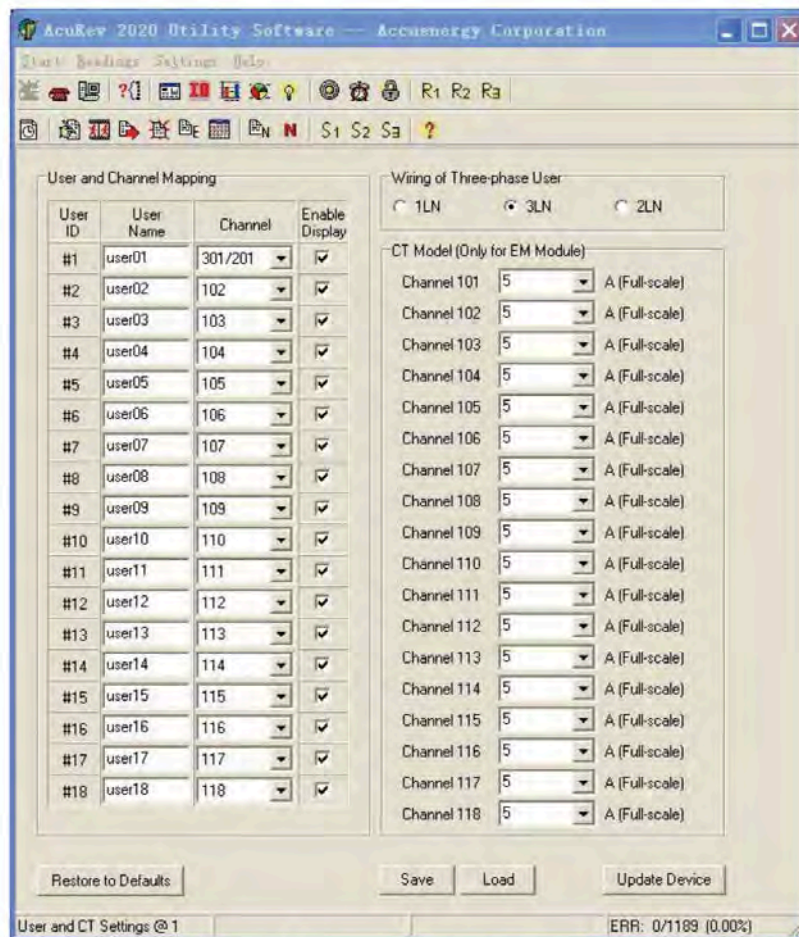 AcuRev 2020 Utility Software -- Accuenergy Corporation
Start Readings Settings Help
R1 R2 R3
S1 S2 S3
User and Channel Mapping
User ID User Name Channel Enable Display
#1 user01 301/201
#2 user02 102
#3 user03 103
#4 user04 104
#5 user05 105
#6 user06 106
#7 user07 107
#8 user08 108
#9 user09 109
#10 user10 110
#11 user11 111
#12 user12 112
#13 user13 113
#14 user14 114
#15 user15 115
#16 user16 116
#17 user17 117
#18 user18 118
Restore to Defaults
Wiring of Three-phase User
1LN 3LN 2LN
CT Model (Only for EM Module)
Channel 101 5 A (Full-scale)
Channel 102 5 A (Full-scale)
Channel 103 5 A (Full-scale)
Channel 104 5 A (Full-scale)
Channel 105 5 A (Full-scale)
Channel 106 5 A (Full-scale)
Channel 107 5 A (Full-scale)
Channel 108 5 A (Full-scale)
Channel 109 5 A (Full-scale)
Channel 110 5 A (Full-scale)
Channel 111 5 A (Full-scale)
Channel 112 5 A (Full-scale)
Channel 113 5 A (Full-scale)
Channel 114 5 A (Full-scale)
Channel 115 5 A (Full-scale)
Channel 116 5 A (Full-scale)
Channel 117 5 A (Full-scale)
Channel 118 5 A (Full-scale)
Save Load Update Device
User and CT Settings @ 1 ERR: 0/1189 (0.00%)